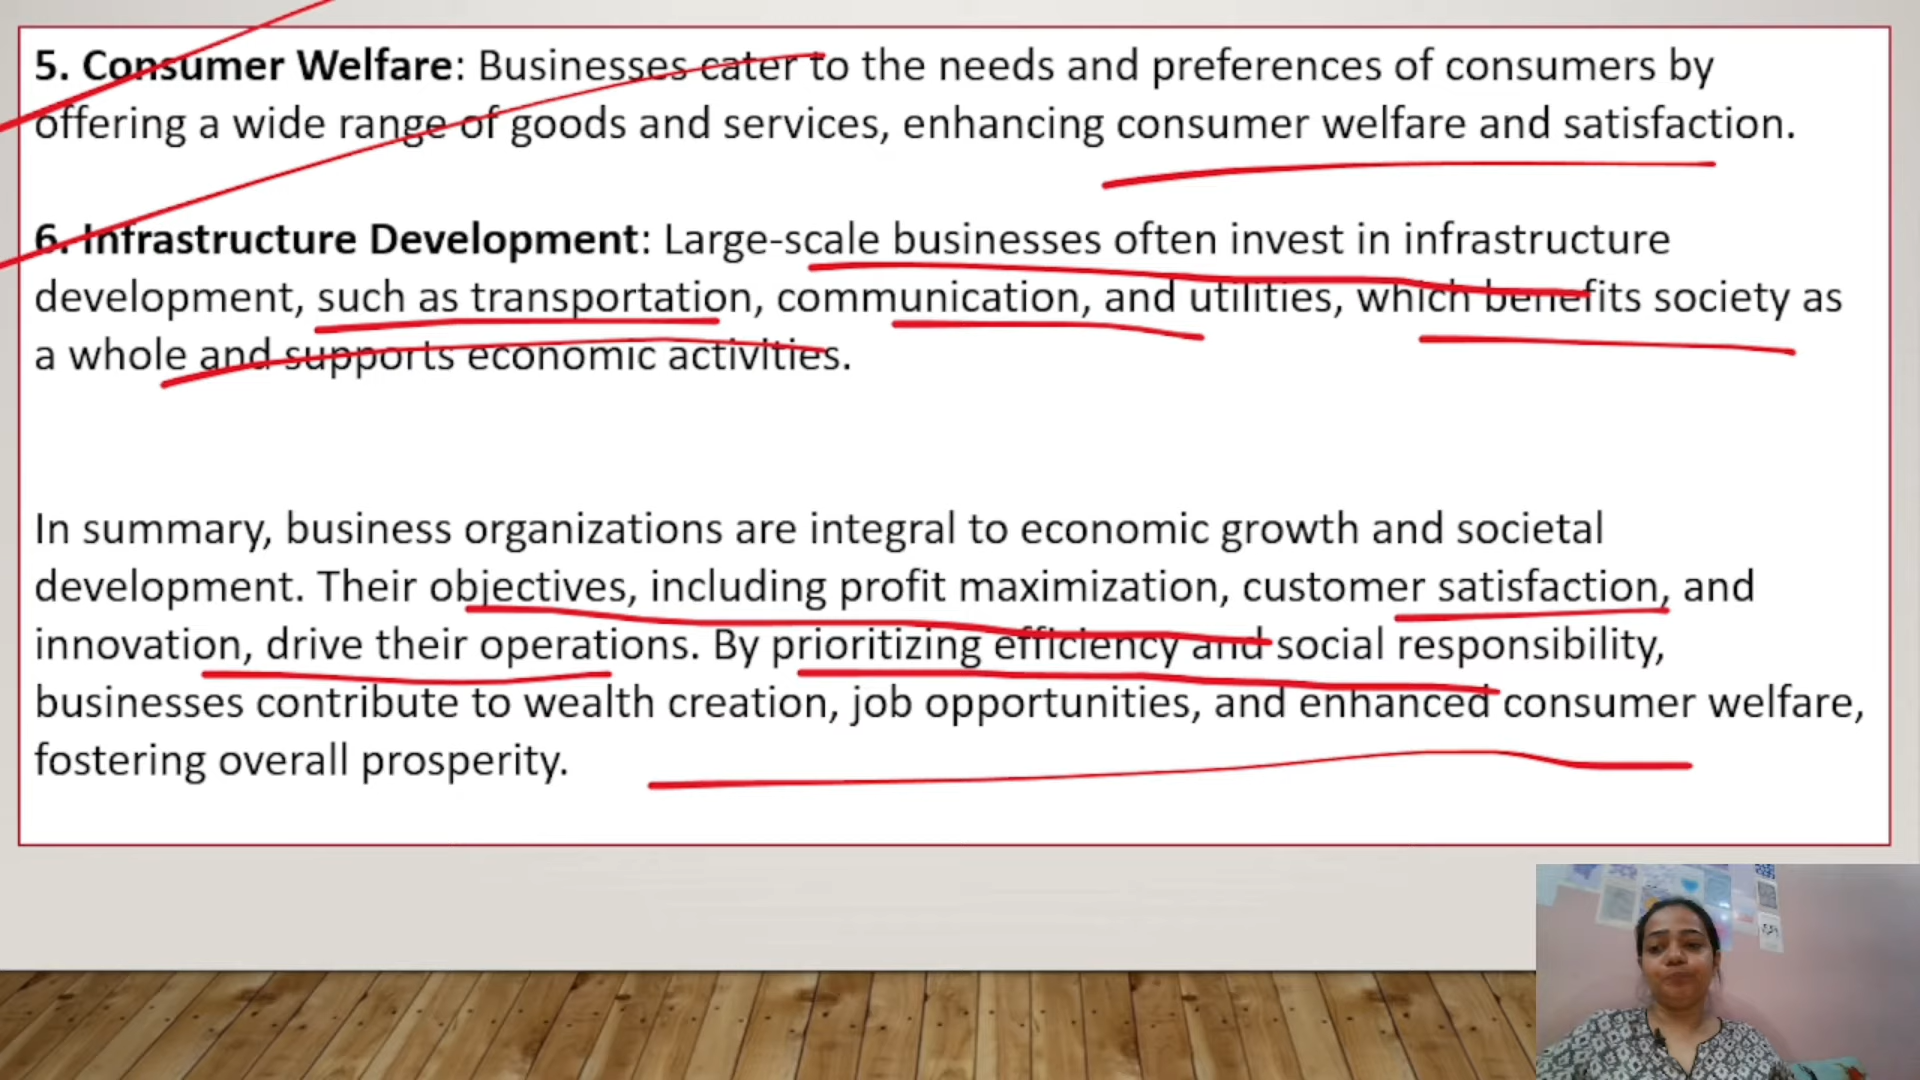 5. Consumer Welfare: Businesses cater to the needs and preferences of consumers by
offering a wide range of goods and services, enhancing consumer welfare and satisfaction.
6. Infrastructure Development: Large-scale businesses often invest in infrastructure
development, such as transportation, communication, and utilities, which benefits society as
a whole and supports economic activities.
In summary, business organizations are integral to economic growth and societal
development. Their objectives, including profit maximization, customer satisfaction, and
innovation, drive their operations. By prioritizing efficiency and social responsibility,
businesses contribute to wealth creation, job opportunities, and enhanced consumer welfare,
fostering overall prosperity.